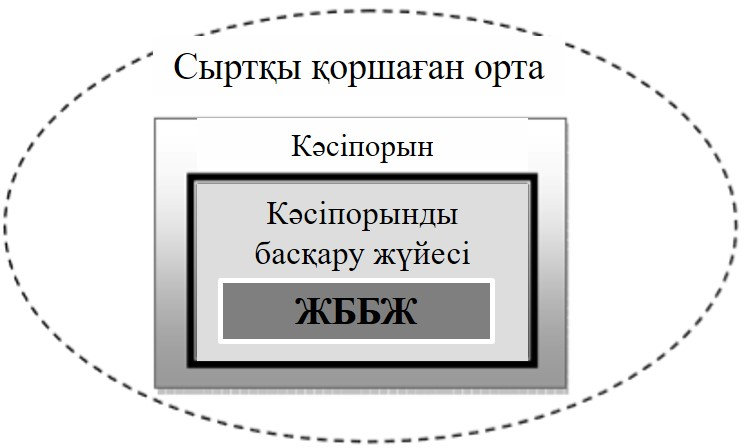 Сыртқы қоршаған орта
Кәсіпорын
Кәсіпорынды
басқару жүйесі
ЖББЖ